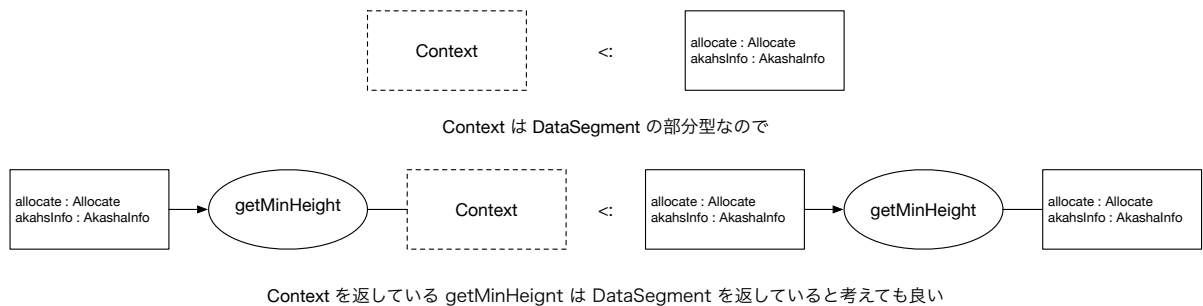 Context <: allocate : Allocate
akahsInfo : AkashaInfo
Context は DataSegment の部分型なので
allocate : Allocate
akahsInfo : AkashaInfo
getMinHeight
Context
<:
allocate : Allocate
akahsInfo : AkashaInfo
getMinHeight
allocate : Allocate
akahsInfo : AkashaInfo
Context を返している getMinHeignt は DataSegment を返していると考えても良い